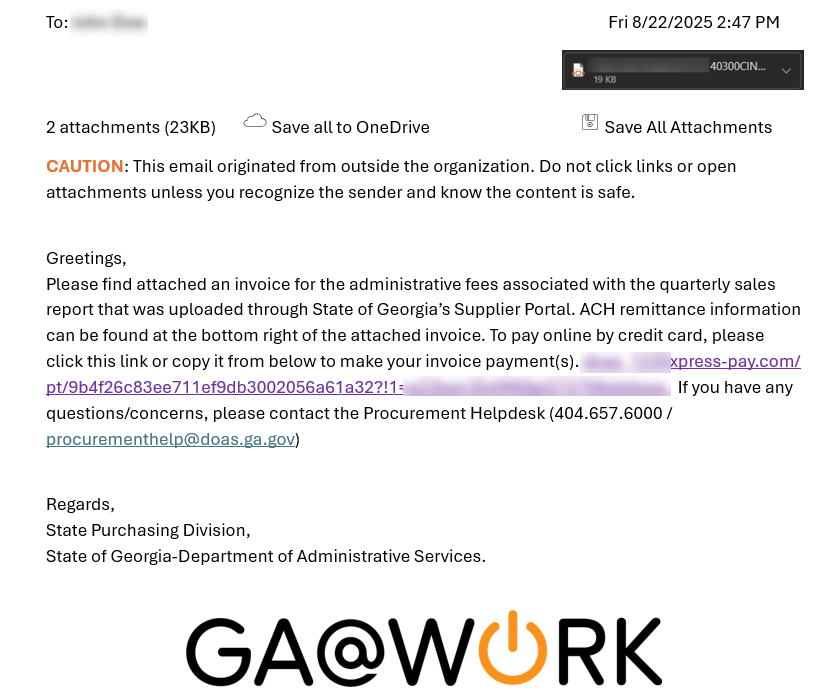 To:
Fri 8/22/2025 2:47 PM
40300CIN...
19 KB
2 attachments (23KB) Save all to OneDrive Save All Attachments
CAUTION: This email originated from outside the organization. Do not click links or open
attachments unless you recognize the sender and know the content is safe.
Greetings,
Please find attached an invoice for the administrative fees associated with the quarterly sales
report that was uploaded through State of Georgia’s Supplier Portal. ACH remittance information
can be found at the bottom right of the attached invoice. To pay online by credit card, please
click this link or copy it from below to make your invoice payment(s). xpress-pay.com/
pt/9b4f26c83ee711ef9db3002056a61a32?!1= If you have any
questions/concerns, please contact the Procurement Helpdesk (404.657.6000 /
procurementhelp@doas.ga.gov)
Regards,
State Purchasing Division,
State of Georgia-Department of Administrative Services.
GA@WORK